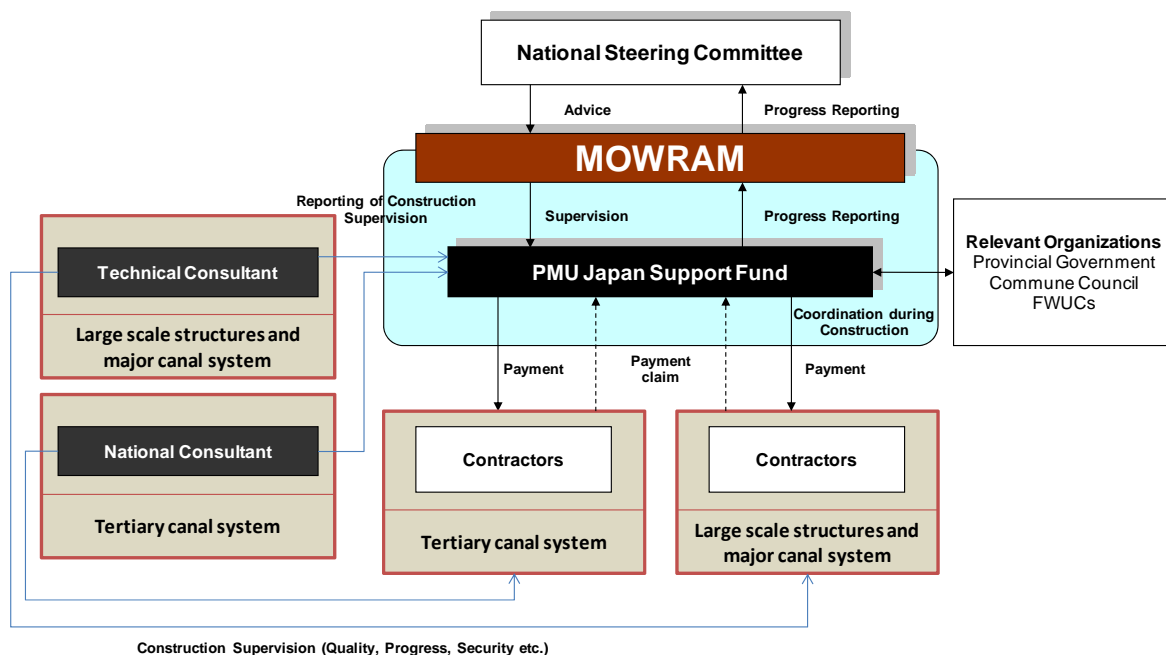 National Steering Committee
Advice
Progress Reporting
MOWRAM
Reporting of Construction
Supervision
Supervision
Progress Reporting
Relevant Organizations
Provincial Government
Commune Council
FWUCs
Technical Consultant
PMU Japan Support Fund
Large scale structures and
major canal system
Coordination during
Construction
Payment
Payment
claim
Payment
National Consultant
Contractors
Contractors
Tertiary canal system
Tertiary canal system
Large scale structures and
major canal system
Construction Supervision (Quality, Progress, Security etc.)